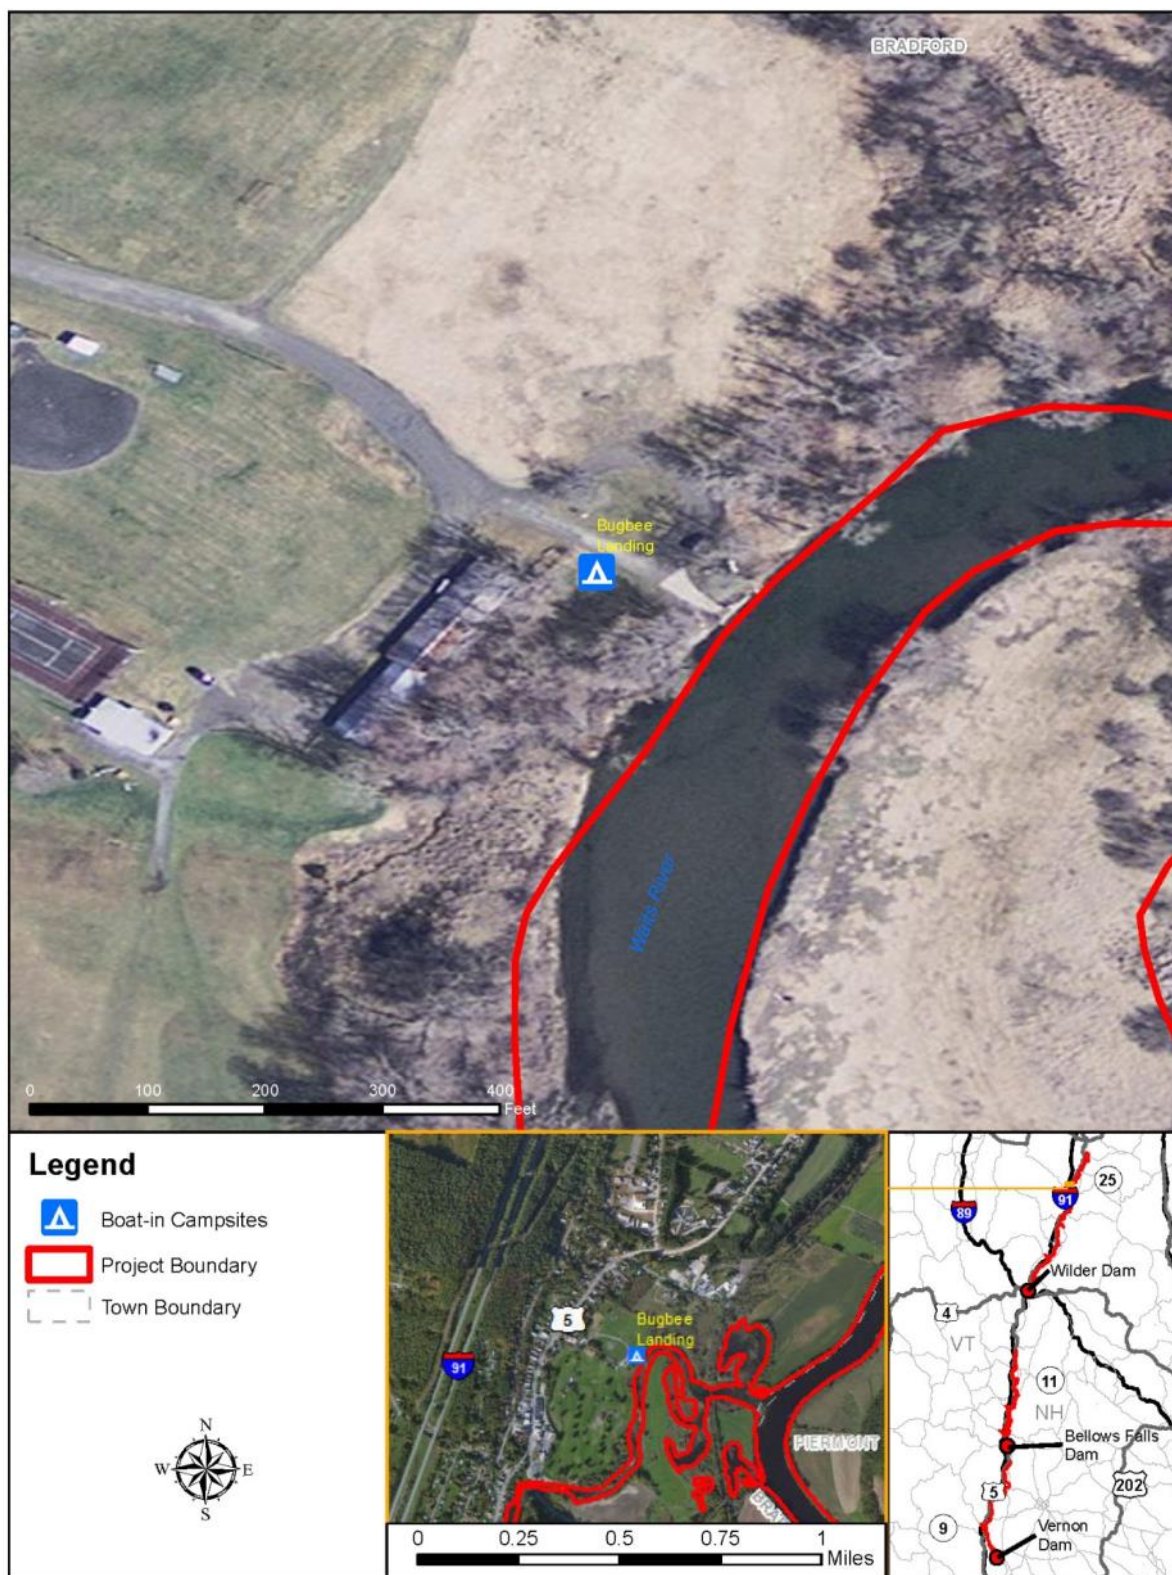 BRADFORD
Bugbee
Landing
Waits River
0 100 200 300 400
Feet
Legend
Boat-in Campsites
Project Boundary
Town Boundary
N
W E
S
5
Bugbee
Landing
91
PIERMONT
BRA
0 0.25 0.5 0.75 1
Miles
25
91
89
Wilder Dam
4
VT
11
NH
Bellows Falls
Dam
202
5
9
Vernon
Dam